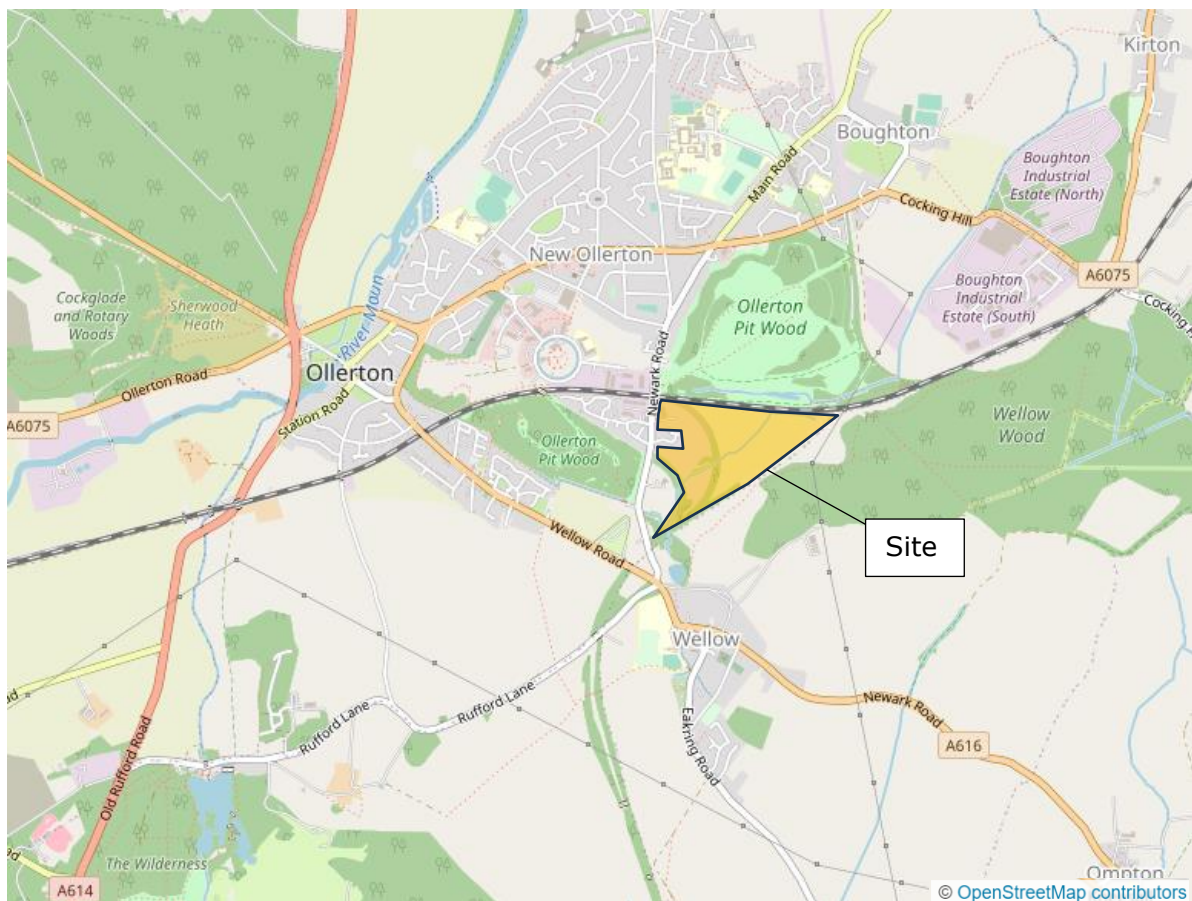 Kirton
Boughton
Boughton
Industrial
Estate (North)
Main Road
Cocking Hill
New Ollerton
A6075
Cockglode
and Rotary
Woods
Sherwood
Heath
River Maun
Ollerton
Pit Wood
Boughton
Industrial
Estate (South)
Cocking H
Newark Road
Ollerton
Ollerton Road
Station Road
A6075
Ollerton
Pit Wood
Wellow
Wood
Wellow Road
Site
Wellow
Rufford Lane
Rufford Lane
Newark Road
Eakring Road
A616
Old Rufford Road
The Wilderness
A614
Ompton
© OpenStreetMap contributors